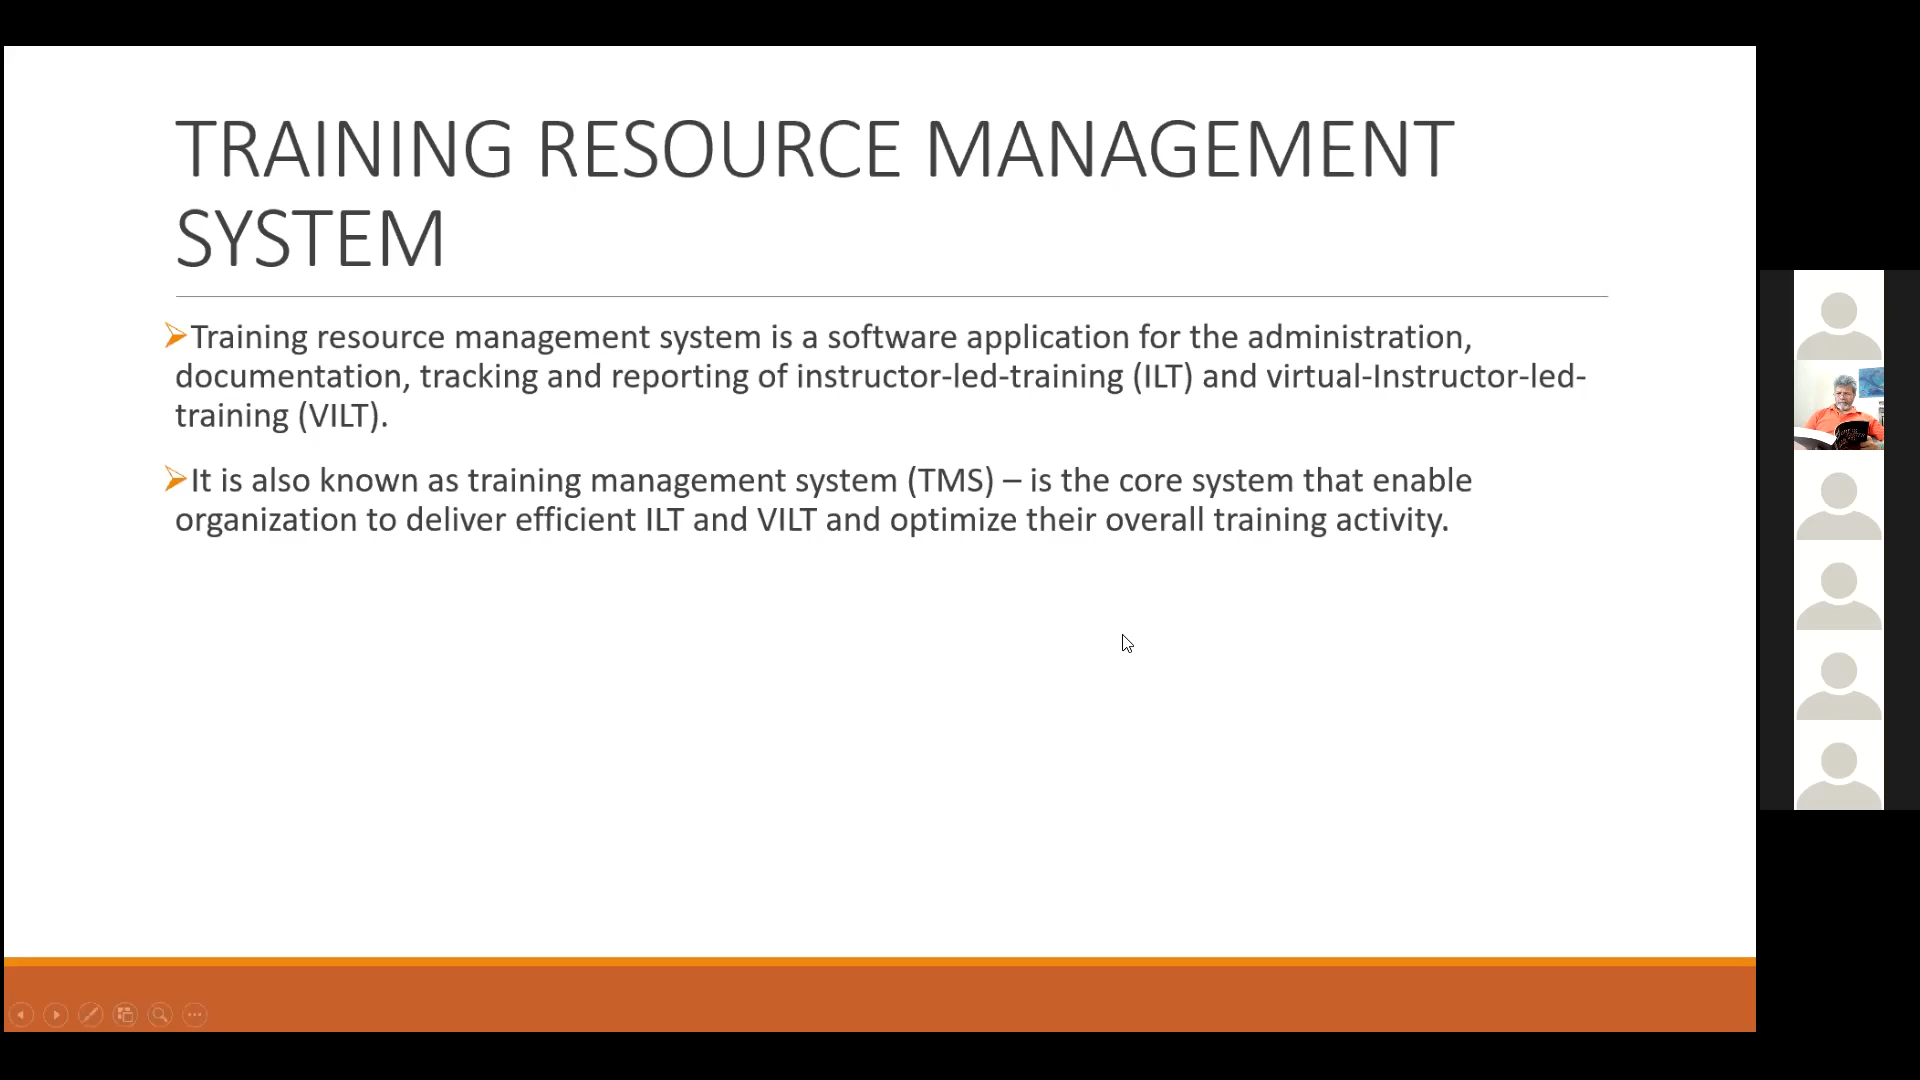 TRAINING RESOURCE MANAGEMENT
SYSTEM
Training resource management system is a software application for the administration,
documentation, tracking and reporting of instructor-led-training (ILT) and virtual-Instructor-led-
training (VILT).
It is also known as training management system (TMS) – is the core system that enable
organization to deliver efficient ILT and VILT and optimize their overall training activity.